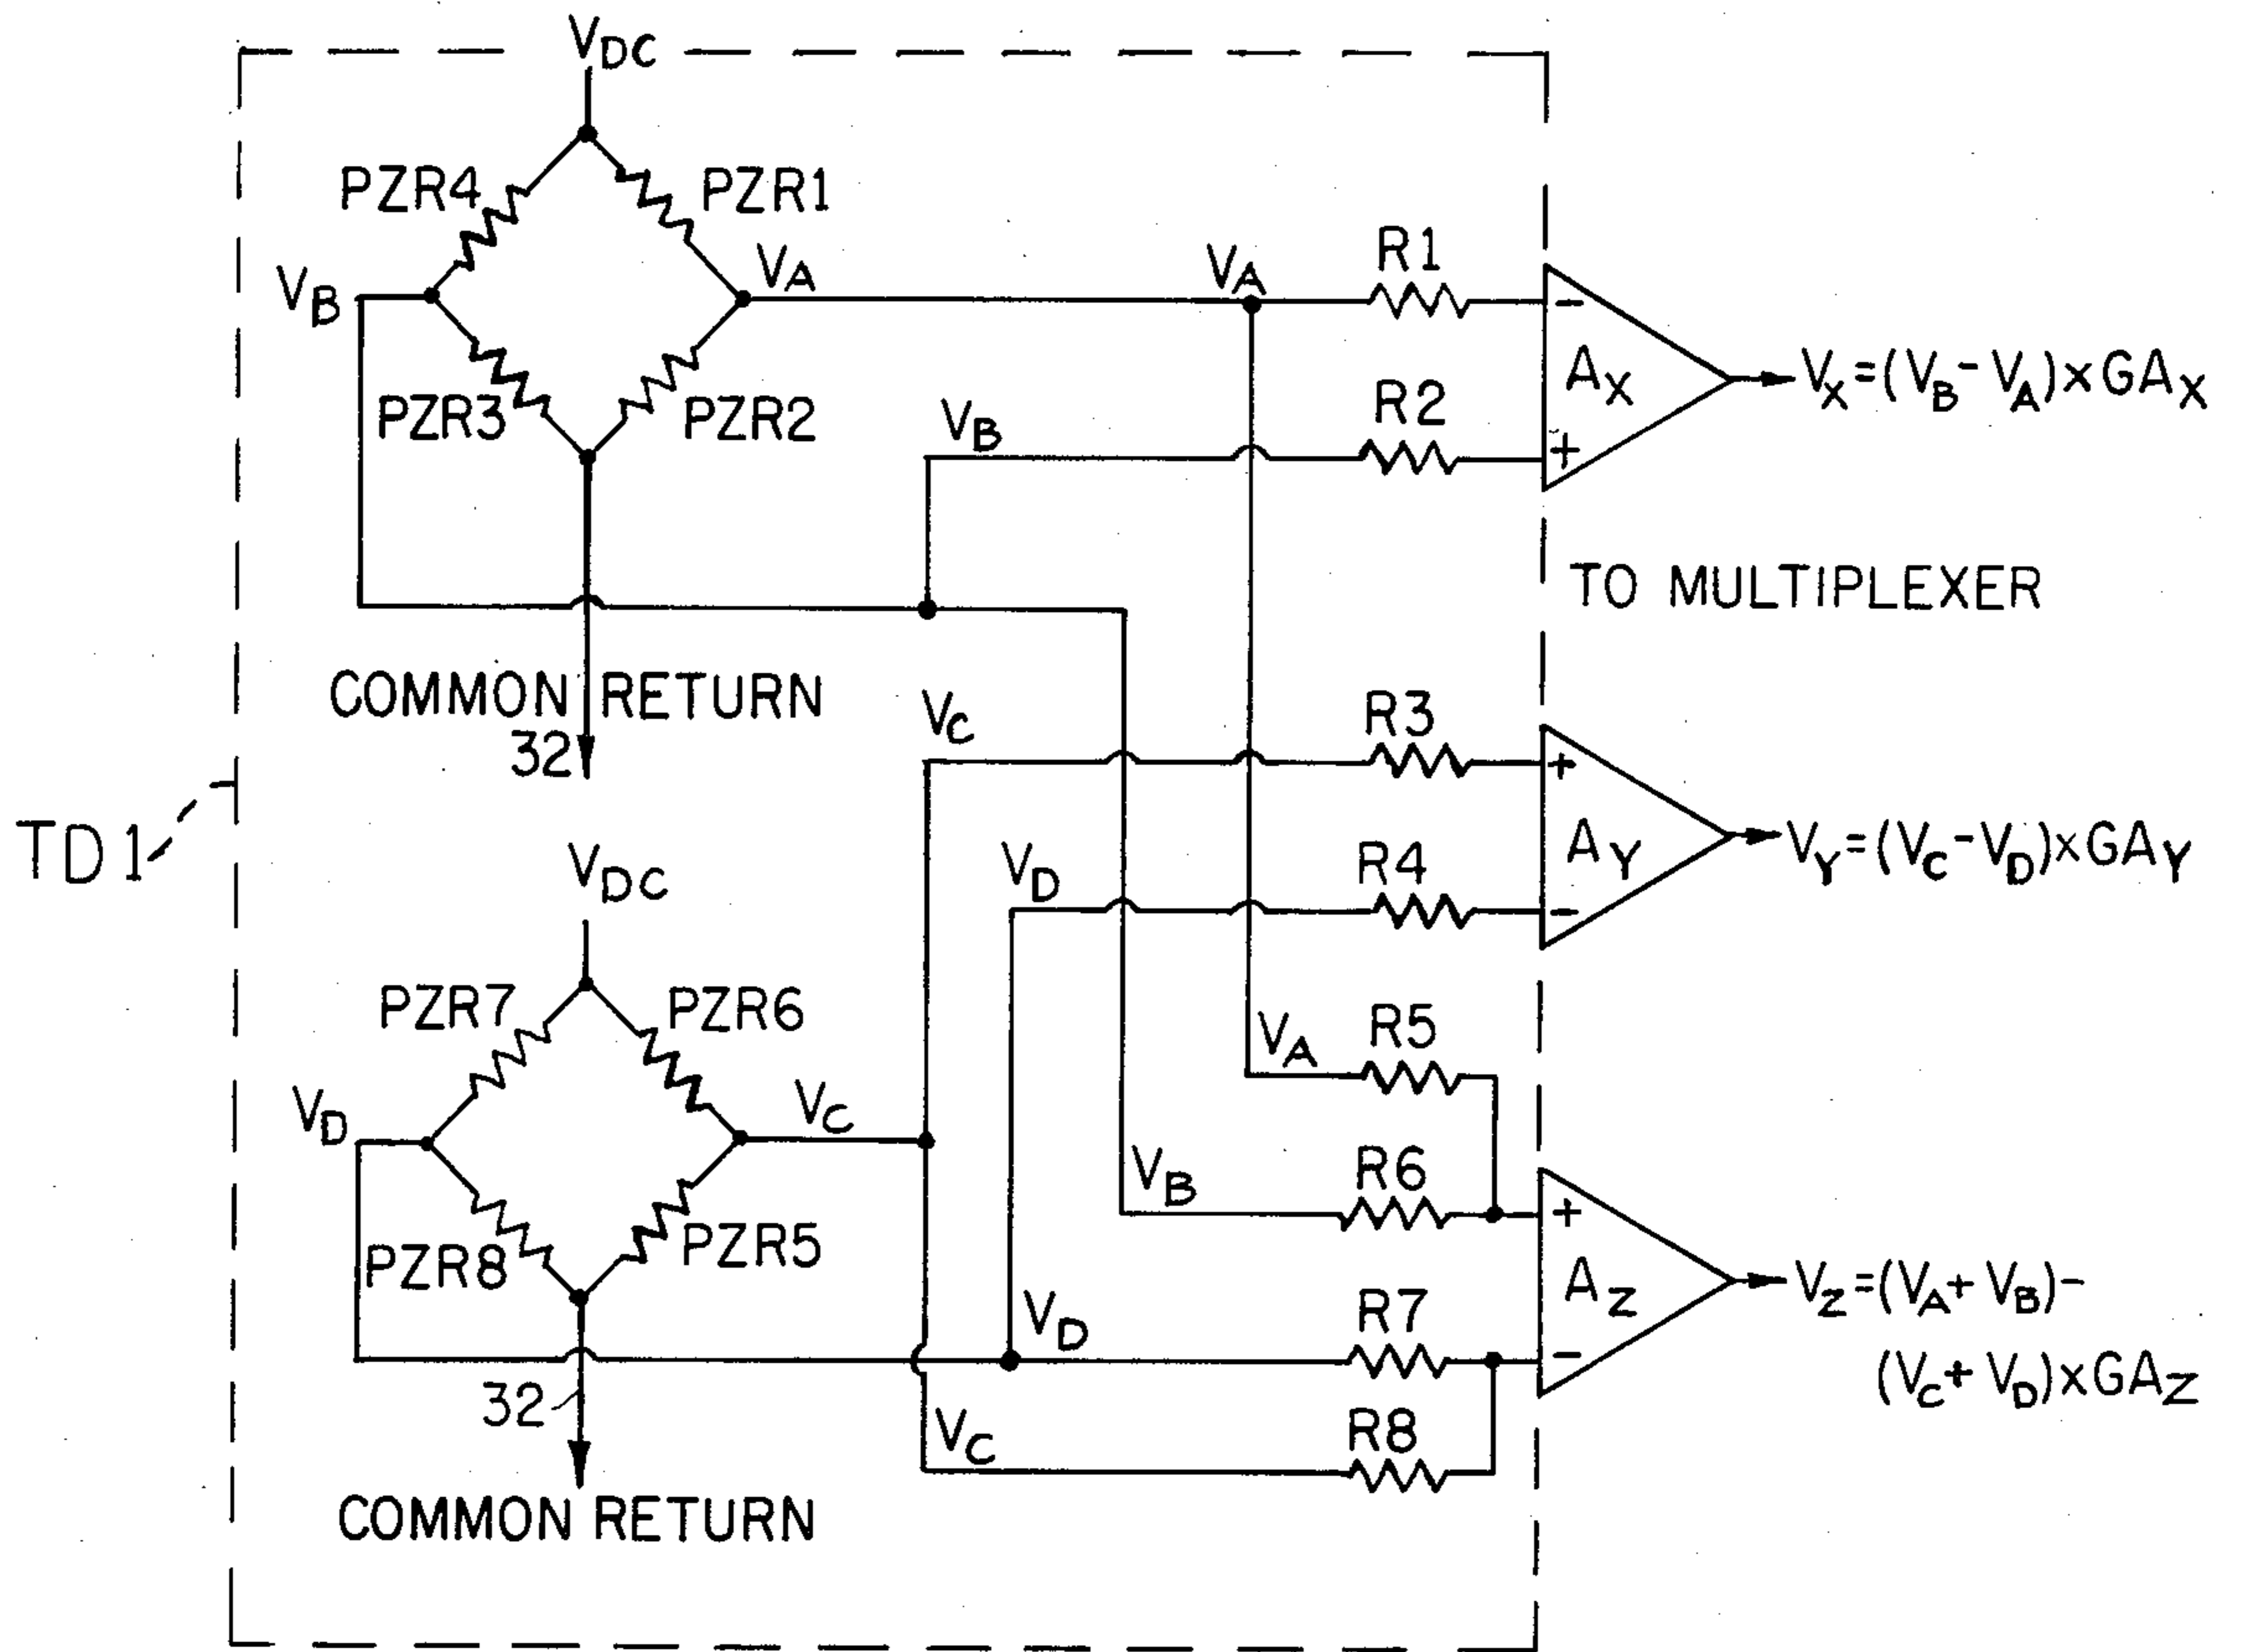 VDC
PZR4
PZR1
VB
VA
VA
R1
−
AX
VX=(VB-VA)xGAX
PZR3
PZR2
VB
R2
+
TO MULTIPLEXER
COMMON RETURN
32
VC
R3
+
TD1
VDC
VD
R4
AY
VY=(VC-VD)xGAY
−
PZR7
PZR6
VA
R5
VD
VC
VB
R6
+
PZR8
PZR5
AZ
VZ=(VA+VB)-
(VC+VD)xGAZ
VD
R7
−
32
VC
R8
COMMON RETURN